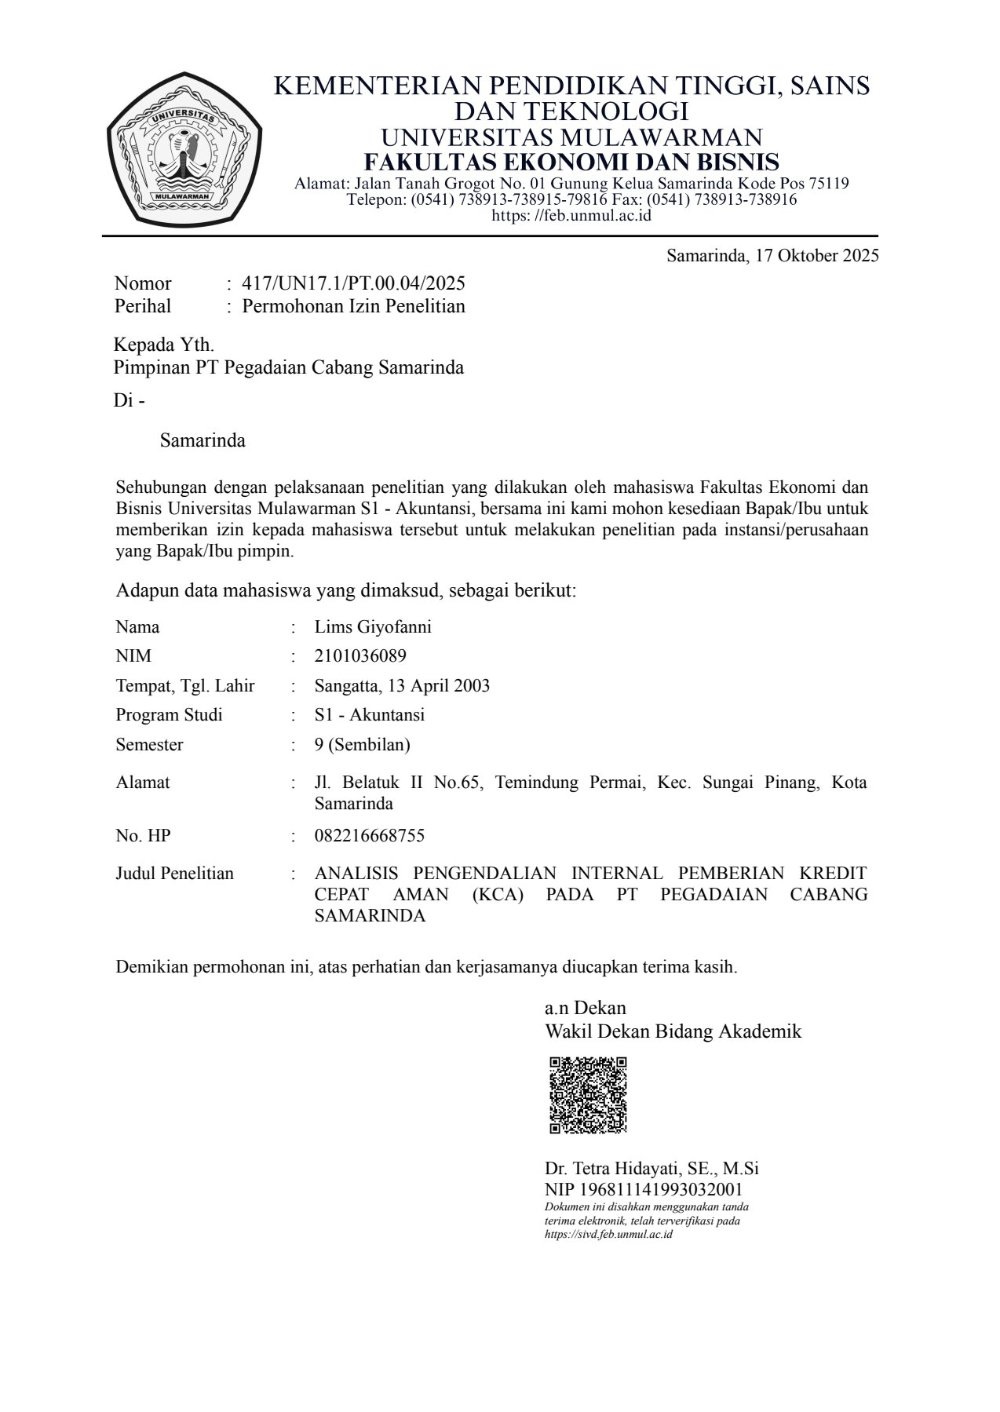 UNIVERSITAS
MULAWARMAN
KEMENTERIAN PENDIDIKAN TINGGI, SAINS
DAN TEKNOLOGI
UNIVERSITAS MULAWARMAN
FAKULTAS EKONOMI DAN BISNIS
Alamat: Jalan Tanah Grogot No. 01 Gunung Kelua Samarinda Kode Pos 75119
Telepon: (0541) 738913-738915-79816 Fax: (0541) 738913-738916
https: //feb.unmul.ac.id
Samarinda, 17 Oktober 2025
Nomor : 417/UN17.1/PT.00.04/2025
Perihal : Permohonan Izin Penelitian
Kepada Yth.
Pimpinan PT Pegadaian Cabang Samarinda
Di -
Samarinda
Sehubungan dengan pelaksanaan penelitian yang dilakukan oleh mahasiswa Fakultas Ekonomi dan
Bisnis Universitas Mulawarman S1 - Akuntansi, bersama ini kami mohon kesediaan Bapak/Ibu untuk
memberikan izin kepada mahasiswa tersebut untuk melakukan penelitian pada instansi/perusahaan
yang Bapak/Ibu pimpin.
Adapun data mahasiswa yang dimaksud, sebagai berikut:
Nama : Lims Giyofanni
NIM : 2101036089
Tempat, Tgl. Lahir : Sangatta, 13 April 2003
Program Studi : S1 - Akuntansi
Semester : 9 (Sembilan)
Alamat : Jl. Belatuk II No.65, Temindung Permai, Kec. Sungai Pinang, Kota
Samarinda
No. HP : 082216668755
Judul Penelitian : ANALISIS PENGENDALIAN INTERNAL PEMBERIAN KREDIT
CEPAT AMAN (KCA) PADA PT PEGADAIAN CABANG
SAMARINDA
Demikian permohonan ini, atas perhatian dan kerjasamanya diucapkan terima kasih.
a.n Dekan
Wakil Dekan Bidang Akademik
Dr. Tetra Hidayati, SE., M.Si
NIP 196811141993032001
Dokumen ini disahkan menggunakan tanda
terima elektronik, telah terverifikasi pada
https://sivd.feb.unmul.ac.id